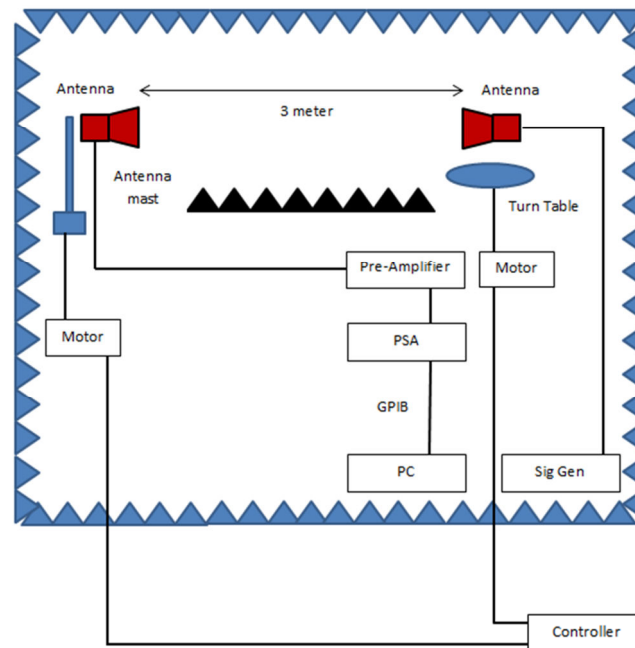 Antenna
Antenna
3 meter
Antenna
mast
Turn Table
Pre-Amplifier
Motor
Motor
PSA
GPIB
PC
Sig Gen
Controller